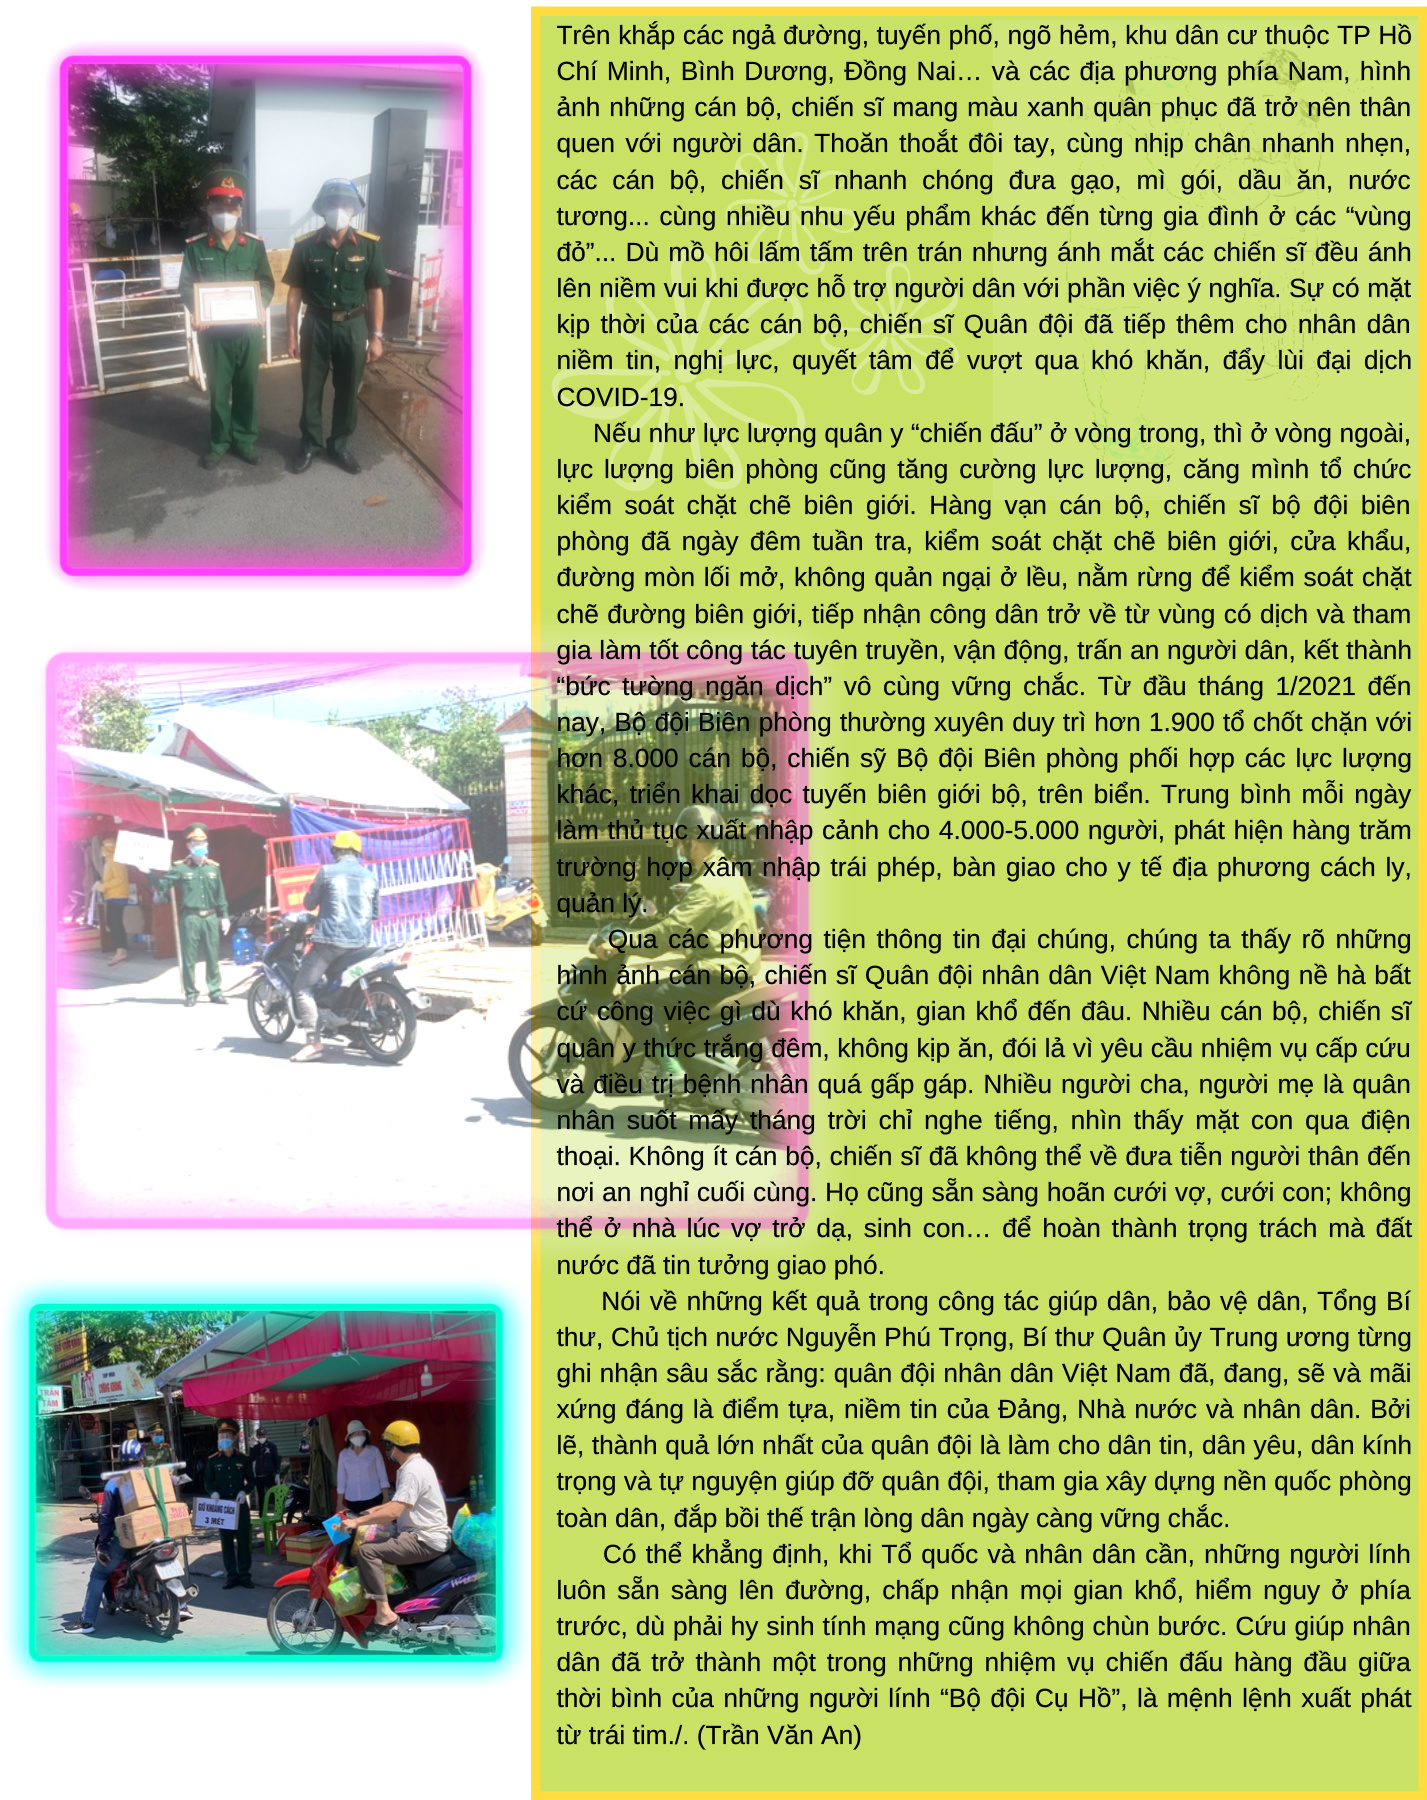 Trên khắp các ngả đường, tuyến phố, ngõ hẻm, khu dân cư thuộc TP Hồ
Chí Minh, Bình Dương, Đồng Nai… và các địa phương phía Nam, hình
ảnh những cán bộ, chiến sĩ mang màu xanh quân phục đã trở nên thân
quen với người dân. Thoăn thoắt đôi tay, cùng nhịp chân nhanh nhẹn,
các cán bộ, chiến sĩ nhanh chóng đưa gạo, mì gói, dầu ăn, nước
tương... cùng nhiều nhu yếu phẩm khác đến từng gia đình ở các “vùng
đỏ”... Dù mồ hôi lấm tấm trên trán nhưng ánh mắt các chiến sĩ đều ánh
lên niềm vui khi được hỗ trợ người dân với phần việc ý nghĩa. Sự có mặt
kịp thời của các cán bộ, chiến sĩ Quân đội đã tiếp thêm cho nhân dân
niềm tin, nghị lực, quyết tâm để vượt qua khó khăn, đẩy lùi đại dịch
COVID-19.
Nếu như lực lượng quân y “chiến đấu” ở vòng trong, thì ở vòng ngoài,
lực lượng biên phòng cũng tăng cường lực lượng, căng mình tổ chức
kiểm soát chặt chẽ biên giới. Hàng vạn cán bộ, chiến sĩ bộ đội biên
phòng đã ngày đêm tuần tra, kiểm soát chặt chẽ biên giới, cửa khẩu,
đường mòn lối mở, không quản ngại ở lều, nằm rừng để kiểm soát chặt
chẽ đường biên giới, tiếp nhận công dân trở về từ vùng có dịch và tham
gia làm tốt công tác tuyên truyền, vận động, trấn an người dân, kết thành
“bức tường ngăn dịch” vô cùng vững chắc. Từ đầu tháng 1/2021 đến
nay, Bộ đội Biên phòng thường xuyên duy trì hơn 1.900 tổ chốt chặn với
hơn 8.000 cán bộ, chiến sỹ Bộ đội Biên phòng phối hợp các lực lượng
khác, triển khai dọc tuyến biên giới bộ, trên biển. Trung bình mỗi ngày
làm thủ tục xuất nhập cảnh cho 4.000-5.000 người, phát hiện hàng trăm
trường hợp xâm nhập trái phép, bàn giao cho y tế địa phương cách ly,
quản lý.
Qua các phương tiện thông tin đại chúng, chúng ta thấy rõ những
hình ảnh cán bộ, chiến sĩ Quân đội nhân dân Việt Nam không nề hà bất
cứ công việc gì dù khó khăn, gian khổ đến đâu. Nhiều cán bộ, chiến sĩ
quân y thức trắng đêm, không kịp ăn, đói lả vì yêu cầu nhiệm vụ cấp cứu
và điều trị bệnh nhân quá gấp gáp. Nhiều người cha, người mẹ là quân
nhân suốt mấy tháng trời chỉ nghe tiếng, nhìn thấy mặt con qua điện
thoại. Không ít cán bộ, chiến sĩ đã không thể về đưa tiễn người thân đến
nơi an nghỉ cuối cùng. Họ cũng sẵn sàng hoãn cưới vợ, cưới con; không
thể ở nhà lúc vợ trở dạ, sinh con… để hoàn thành trọng trách mà đất
nước đã tin tưởng giao phó.
Nói về những kết quả trong công tác giúp dân, bảo vệ dân, Tổng Bí
thư, Chủ tịch nước Nguyễn Phú Trọng, Bí thư Quân ủy Trung ương từng
ghi nhận sâu sắc rằng: quân đội nhân dân Việt Nam đã, đang, sẽ và mãi
xứng đáng là điểm tựa, niềm tin của Đảng, Nhà nước và nhân dân. Bởi
lẽ, thành quả lớn nhất của quân đội là làm cho dân tin, dân yêu, dân kính
trọng và tự nguyện giúp đỡ quân đội, tham gia xây dựng nền quốc phòng
toàn dân, đắp bồi thế trận lòng dân ngày càng vững chắc.
Có thể khẳng định, khi Tổ quốc và nhân dân cần, những người lính
luôn sẵn sàng lên đường, chấp nhận mọi gian khổ, hiểm nguy ở phía
trước, dù phải hy sinh tính mạng cũng không chùn bước. Cứu giúp nhân
dân đã trở thành một trong những nhiệm vụ chiến đấu hàng đầu giữa
thời bình của những người lính “Bộ đội Cụ Hồ”, là mệnh lệnh xuất phát
từ trái tim./. (Trần Văn An)
TRÂN
TÂM
GIỮ KHOẢNG CÁCH
3 MÉT